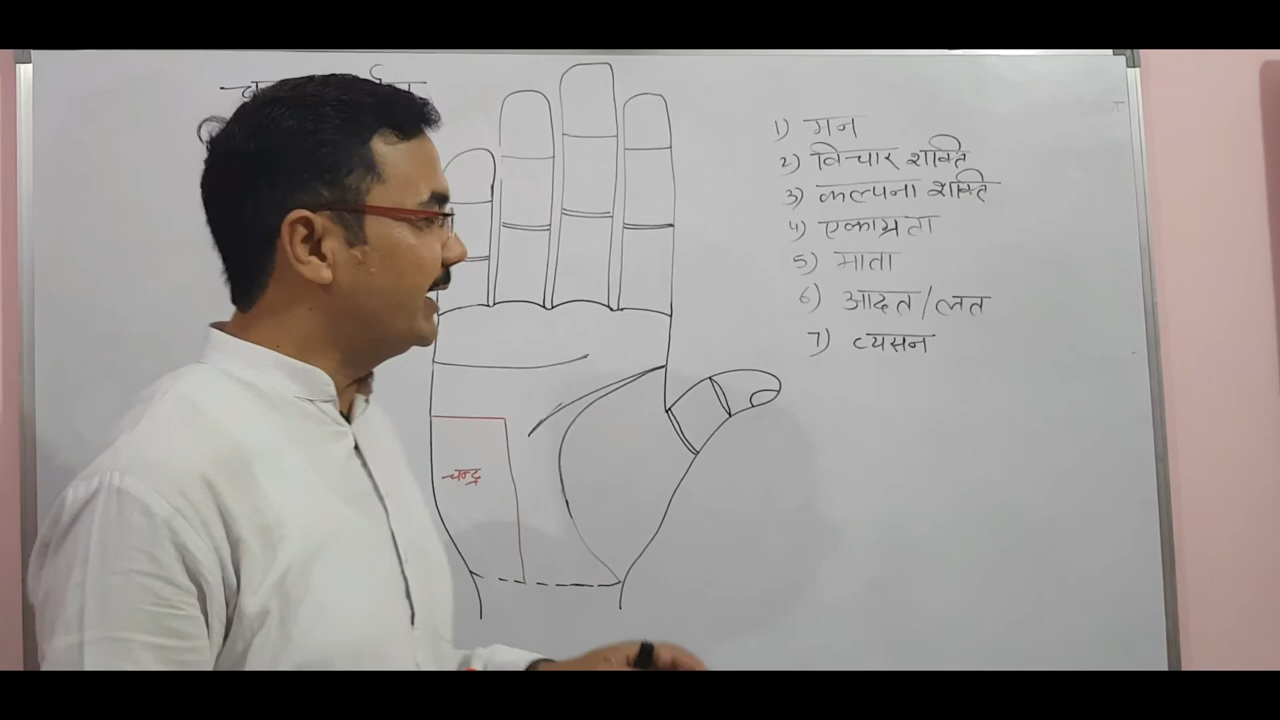 1) मन
2) विचार शक्ति
3) कल्पना शक्ति
4) एकाग्रता
5) माता
6) आदत/लत
7) व्यसन
चन्द्र